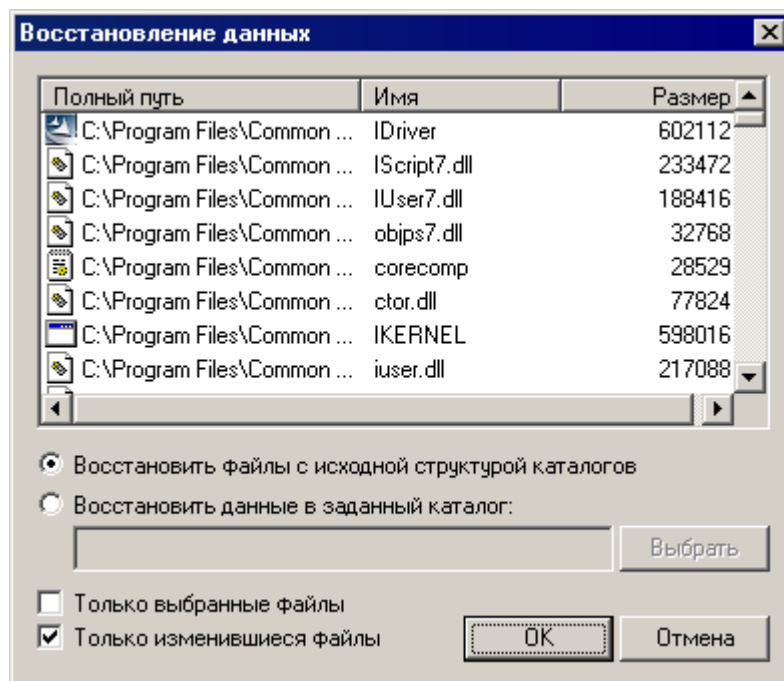 Восстановление данных
Полный путь Имя Размер
C:\Program Files\Common ... IDriver 602112
C:\Program Files\Common ... IScript7.dll 233472
C:\Program Files\Common ... IUser7.dll 188416
C:\Program Files\Common ... objps7.dll 32768
C:\Program Files\Common ... corecomp 28529
C:\Program Files\Common ... ctor.dll 77824
C:\Program Files\Common ... IKERNEL 598016
C:\Program Files\Common ... iuser.dll 217088
Восстановить файлы с исходной структурой каталогов
Восстановить данные в заданный каталог:
Выбрать
Только выбранные файлы
Только изменившиеся файлы
OK Отмена